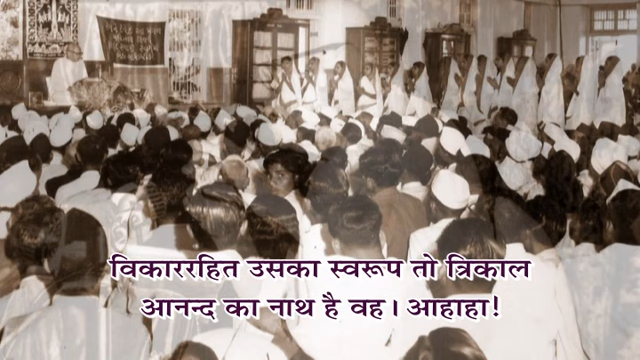 विकाररहित उसका स्वरूप तो त्रिकाल
आनन्द का नाथ है वह। आहाहा!